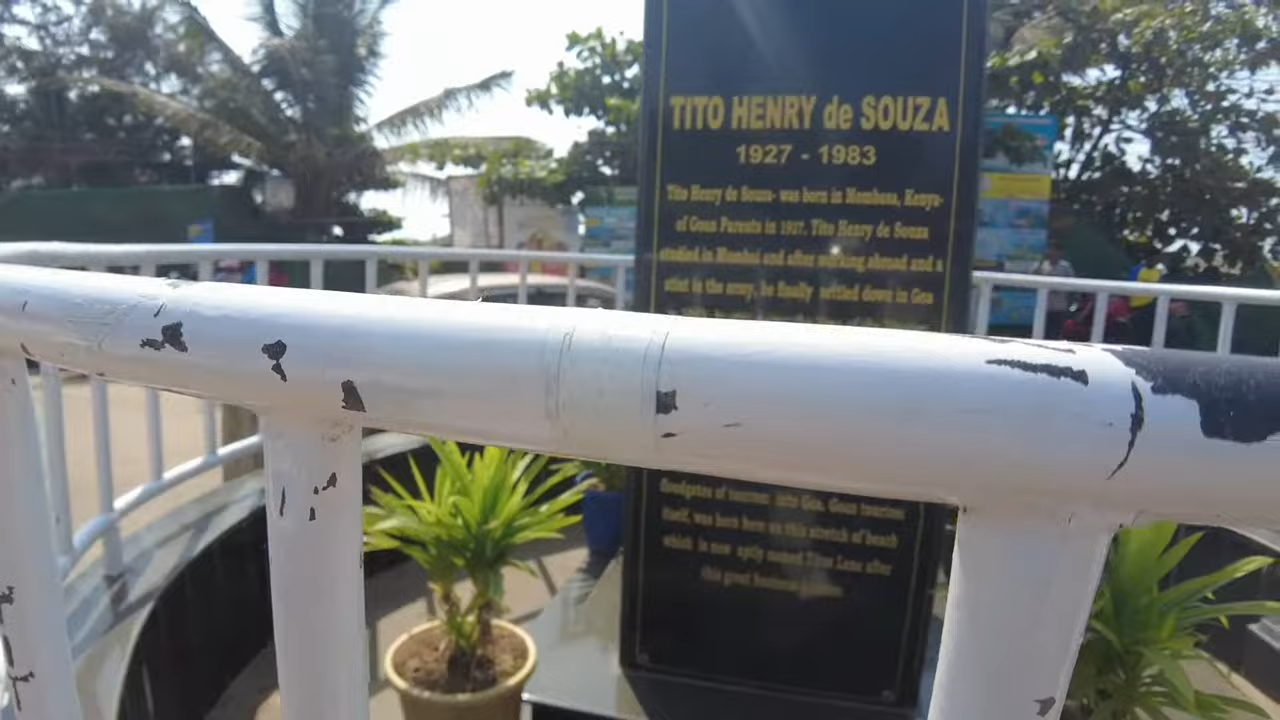 TITO HENRY de SOUZA
1927 - 1983
Tito Henry de Souza- was born in Mombasa, Kenya-
of Goan Parents in 1927. Tito Henry de Souza
studied in Mumbai and after working abroad and a
stint in the army, he finally settled down in Goa
floodgates of tourism into Goa. Goan tourism
itself, was born here on this stretch of beach
which is now aptly named Titos Lane after
this great